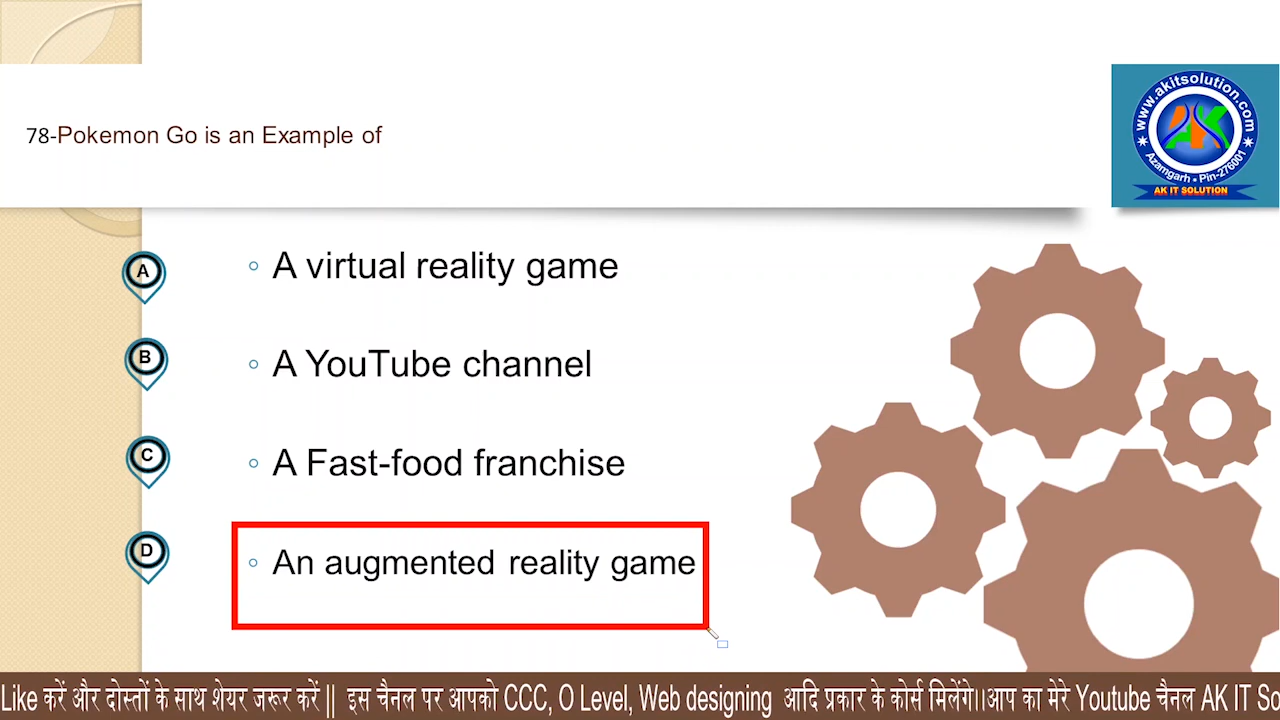 78-Pokemon Go is an Example of
www.akitsolution.com
AK
Azamgarh • Pin-276001
AK IT SOLUTION
A
A virtual reality game
B
A YouTube channel
C
A Fast-food franchise
D
An augmented reality game
Like करें और दोस्तों के साथ शेयर जरूर करें || इस चैनल पर आपको CCC, O Level, Web designing आदि प्रकार के कोर्स मिलेंगे।।आप का मेरे Youtube चैनल AK IT So